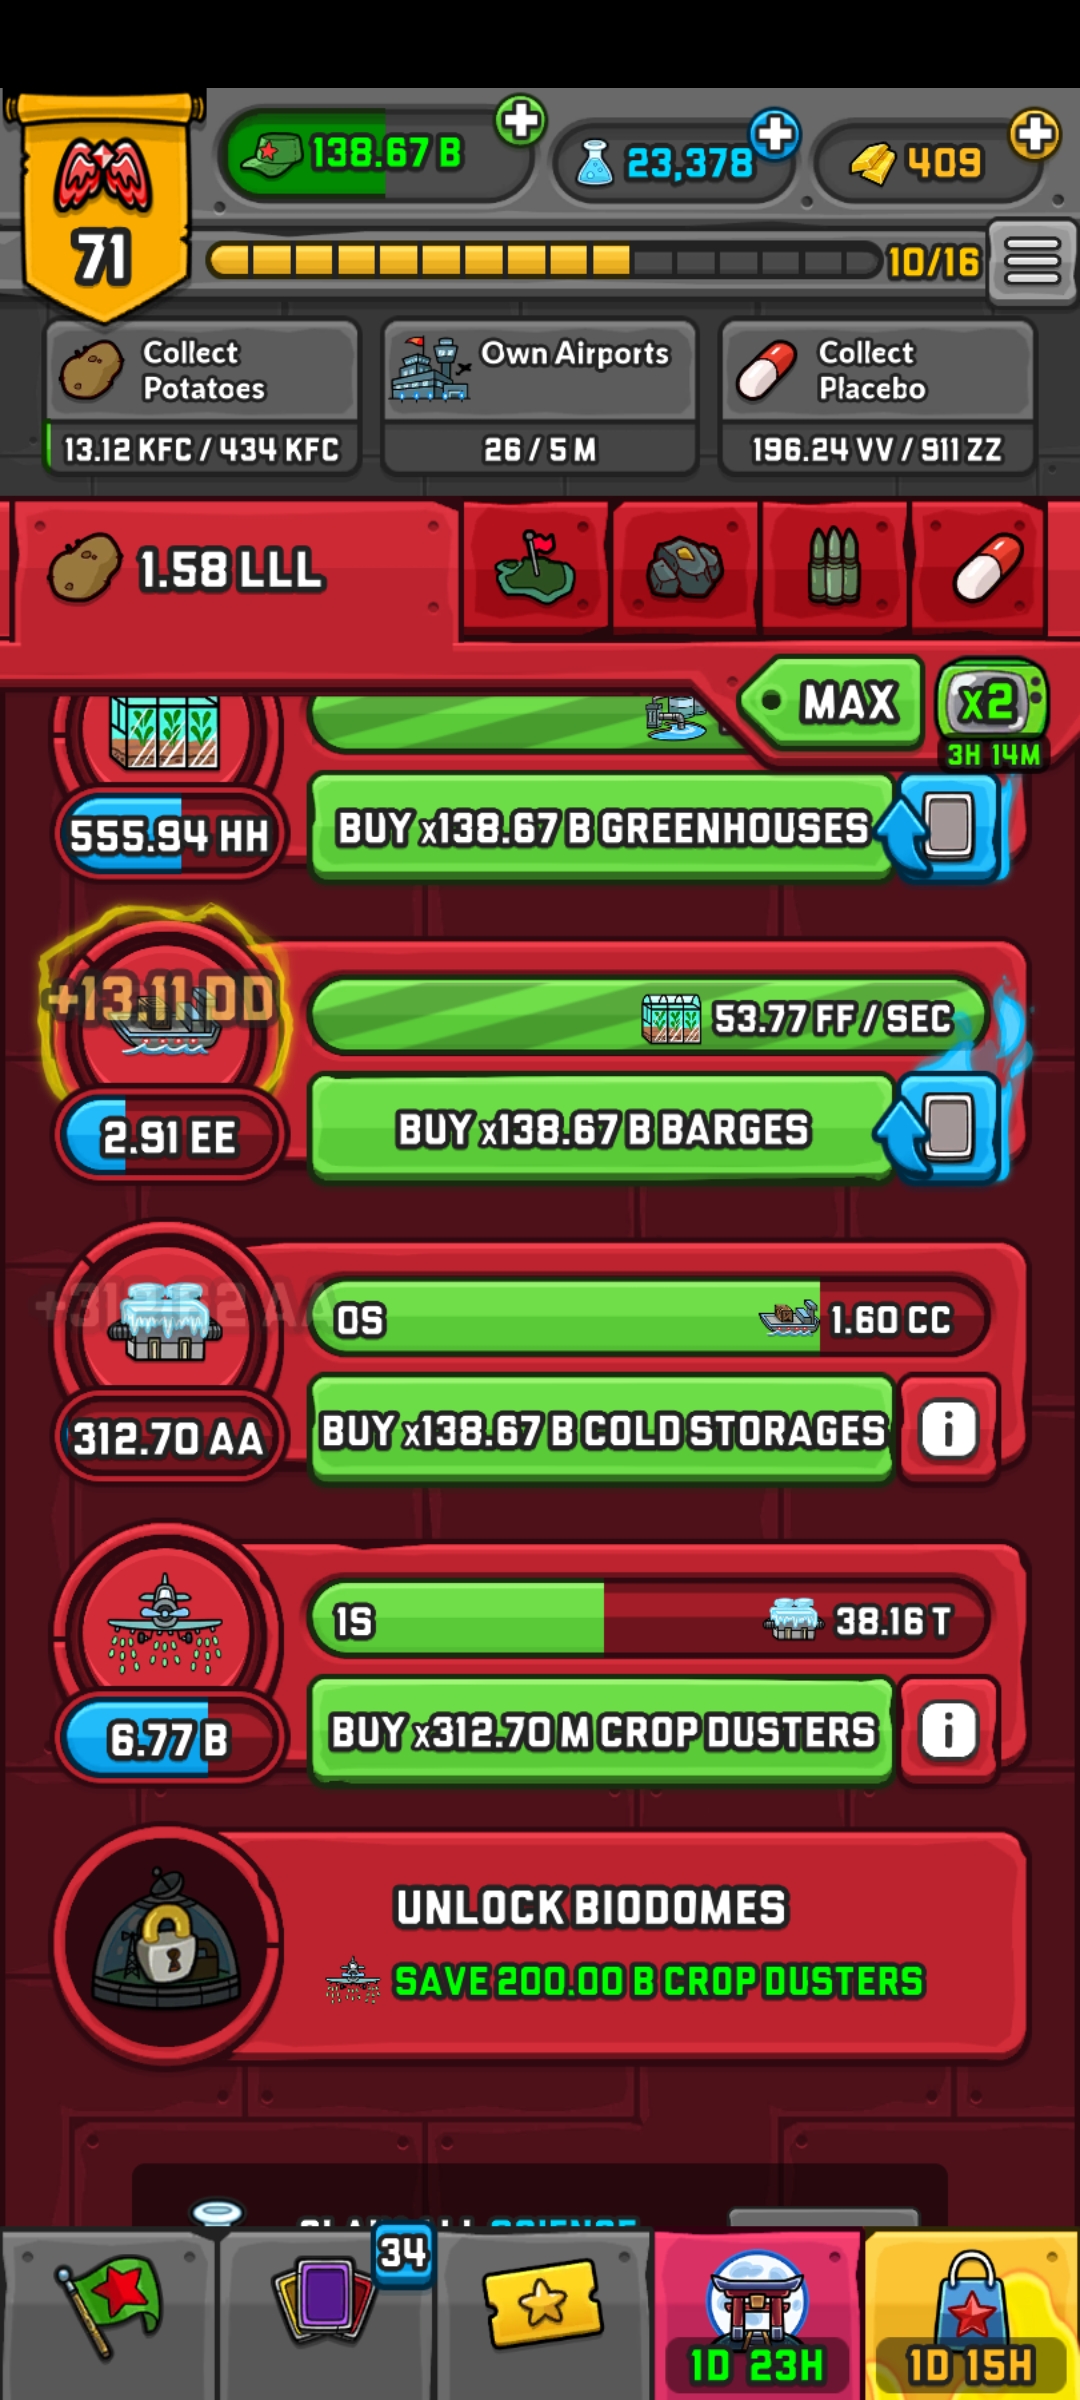 138.67 B
23,378
409
71
10/16
Collect
Potatoes
13.12 KFC / 434 KFC
Own Airports
26 / 5 M
Collect
Placebo
196.24 VV / 911 ZZ
1.58 LLL
MAX
x2
3H 14M
555.94 HH
BUY x138.67 B GREENHOUSES
+13.11 DD
53.77 FF / SEC
2.91 EE
BUY x138.67 B BARGES
0S
1.60 CC
312.70 AA
BUY x138.67 B COLD STORAGES
i
1S
38.16 T
6.77 B
BUY x312.70 M CROP DUSTERS
i
UNLOCK BIODOMES
SAVE 200.00 B CROP DUSTERS
34
1D 23H
1D 15H